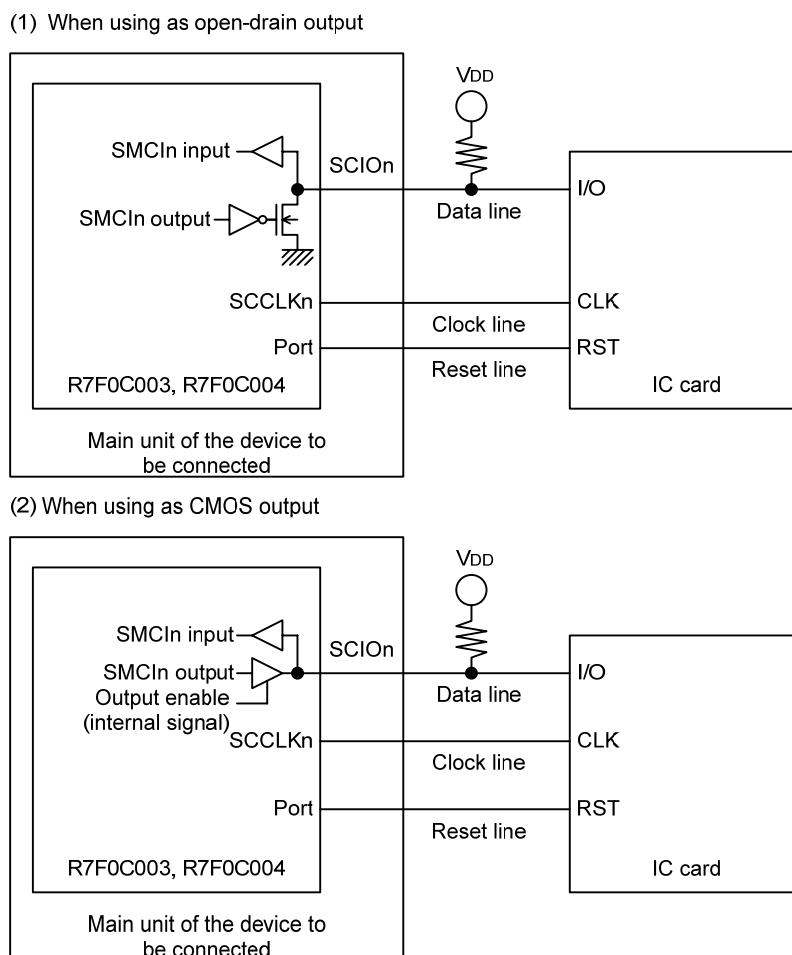 (1) When using as open-drain output
VDD
SMCIn input
SCIOn
I/O
SMCIn output
Data line
SCCLKn
CLK
Clock line
Port
RST
Reset line
R7F0C003, R7F0C004
IC card
Main unit of the device to
be connected
(2) When using as CMOS output
VDD
SMCIn input
SCIOn
SMCIn output
I/O
Output enable
(internal signal)
Data line
SCCLKn
CLK
Clock line
Port
RST
Reset line
R7F0C003, R7F0C004
IC card
Main unit of the device to
be connected